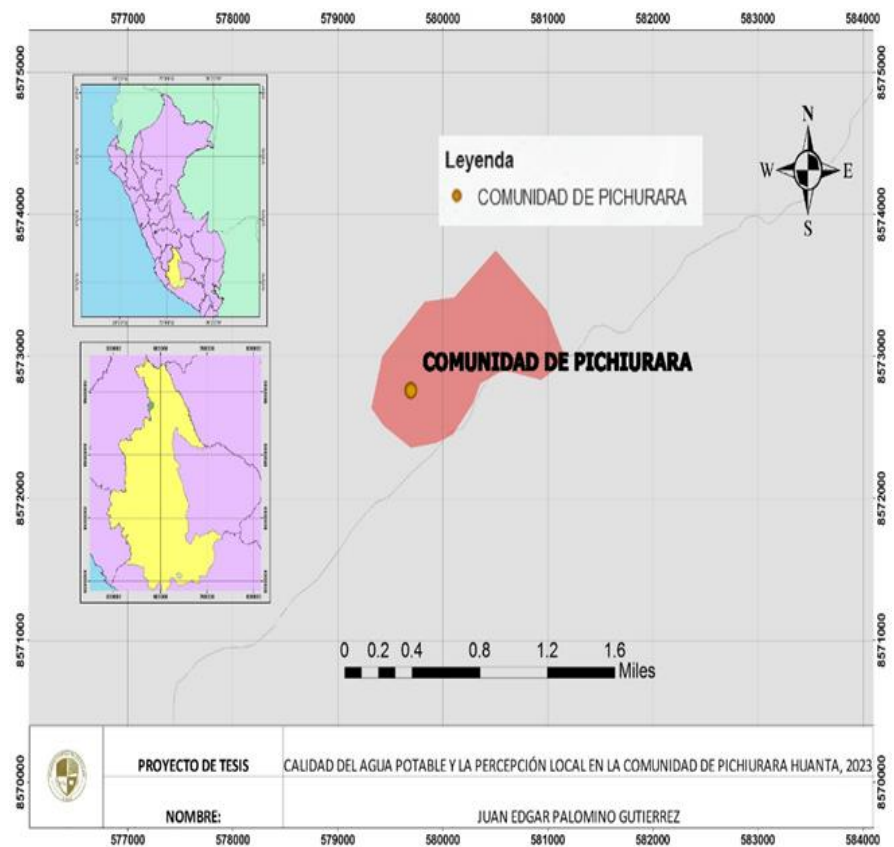 577000 578000 579000 580000 581000 582000 583000 584000
8575000
8574000
8573000
8572000
8571000
8570000
N
W E
S
Leyenda
COMUNIDAD DE PICHURARA
COMUNIDAD DE PICHIURARA
0 0.2 0.4 0.8 1.2 1.6
Miles
8575000
8574000
8573000
8572000
8571000
8570000
PROYECTO DE TESIS CALIDAD DEL AGUA POTABLE Y LA PERCEPCIÓN LOCAL EN LA COMUNIDAD DE PICHIURARA HUANTA, 2023
NOMBRE: JUAN EDGAR PALOMINO GUTIERREZ
577000 578000 579000 580000 581000 582000 583000 584000